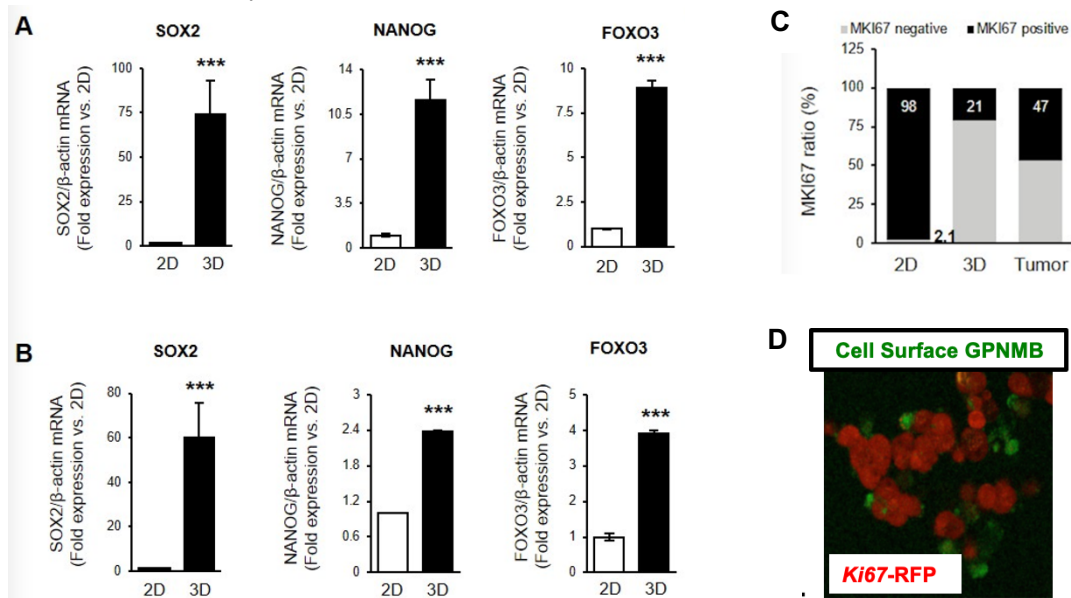 A
SOX2
NANOG
FOXO3
SOX2/β-actin mRNA
(Fold expression vs. 2D)
100
75
50
25
0
***
2D
3D
NANOG/β-actin mRNA
(Fold expression vs. 2D)
14
10.5
7
3.5
0
***
2D
3D
FOXO3/β-actin mRNA
(Fold expression vs. 2D)
10
7.5
5
2.5
0
***
2D
3D
B
SOX2
NANOG
FOXO3
SOX2/β-actin mRNA
(Fold expression vs. 2D)
80
60
40
20
0
***
2D
3D
NANOG/β-actin mRNA
(Fold expression vs. 2D)
3
2.4
1.8
1.2
0.6
0
***
2D
3D
FOXO3/β-actin mRNA
(Fold expression vs. 2D)
5
4
3
2
1
0
***
2D
3D
C
MKI67 negative
MKI67 positive
MKI67 ratio (%)
125
100
75
50
25
0
98
21
47
2.1
2D
3D
Tumor
D
Cell Surface GPNMB
Ki67-RFP